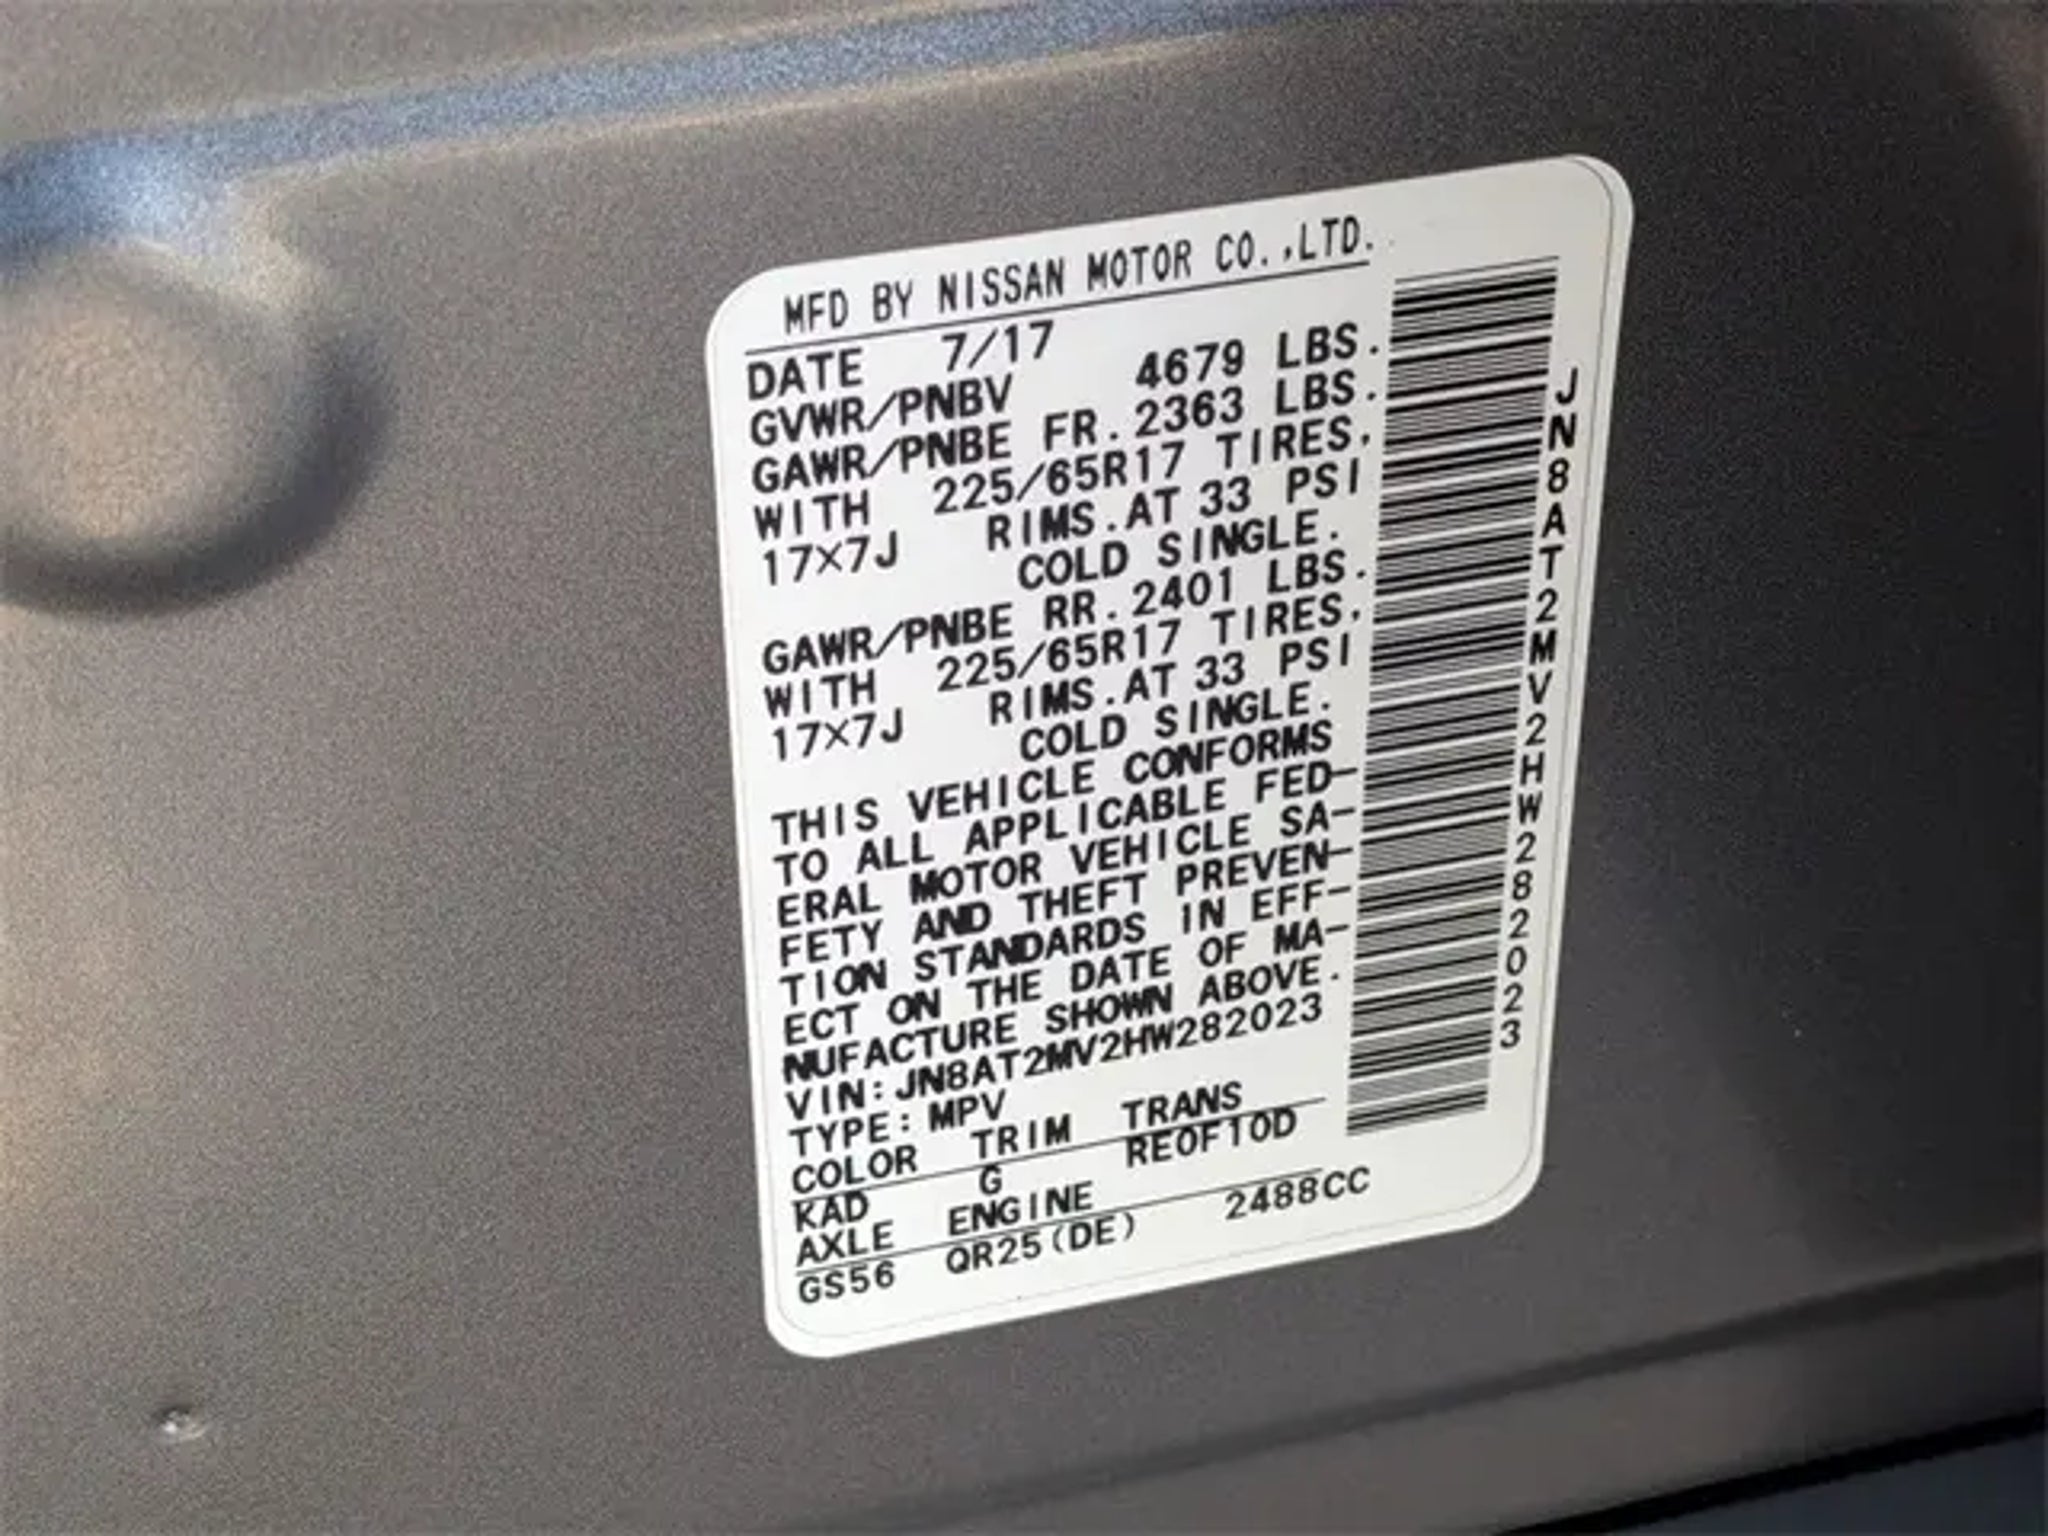 MFD BY NISSAN MOTOR CO.,LTD.
DATE 7/17
GVWR/PNBV 4679 LBS.
GAWR/PNBE FR. 2363 LBS.
WITH 225/65R17 TIRES,
17×7J RIMS.AT 33 PSI
COLD SINGLE.
GAWR/PNBE RR. 2401 LBS.
WITH 225/65R17 TIRES,
17×7J RIMS.AT 33 PSI
COLD SINGLE.
THIS VEHICLE CONFORMS
TO ALL APPLICABLE FED-
ERAL MOTOR VEHICLE SA-
FETY AND THEFT PREVEN-
TION STANDARDS IN EFF-
ECT ON THE DATE OF MA-
NUFACTURE SHOWN ABOVE.
VIN:JN8AT2MV2HW282023
TYPE:MPV
COLOR TRIM TRANS
KAD G RE0F10D
AXLE ENGINE
GS56 QR25(DE) 2488CC
JN8AT2MV2HW282023